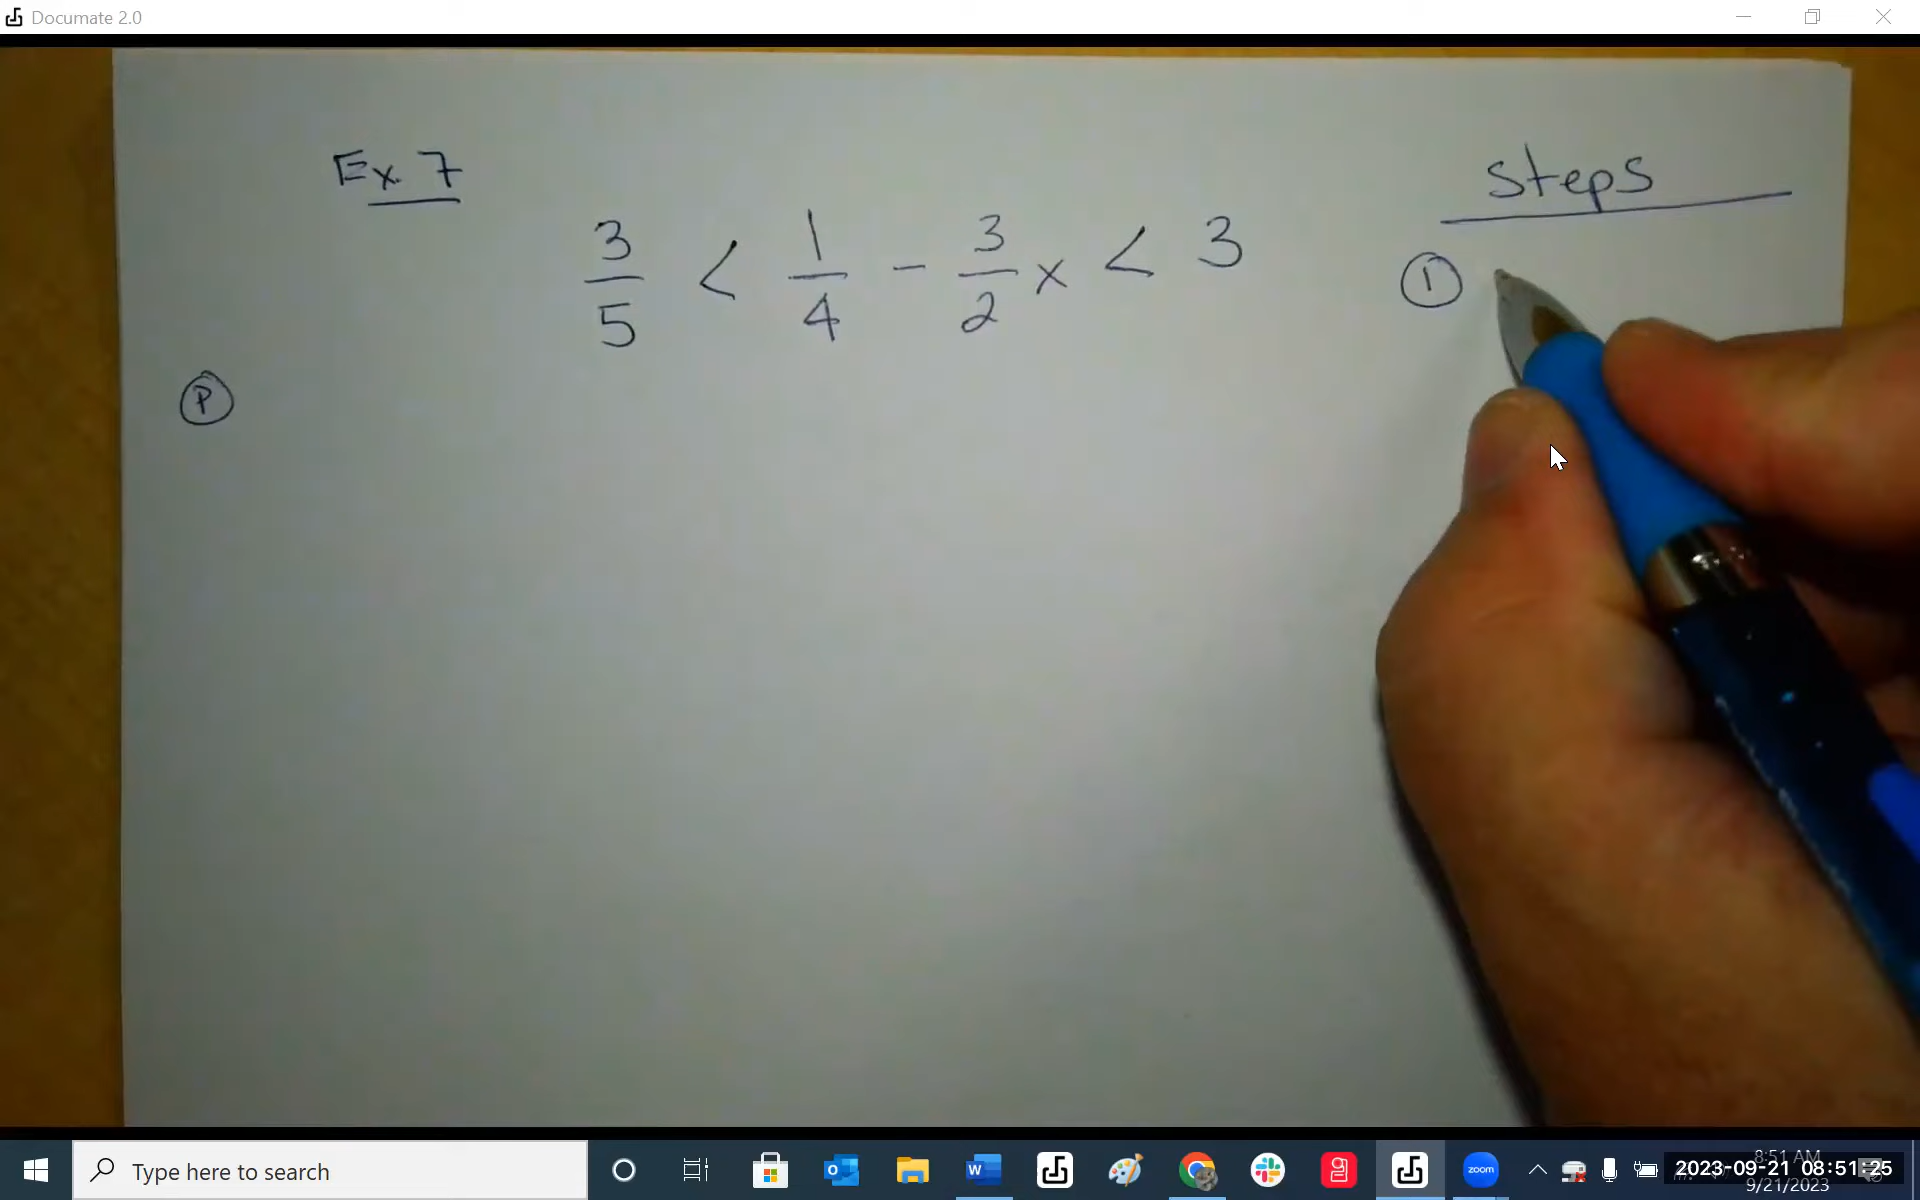 Documate 2.0
Ex. 7
steps
3/5 < 1/4 - 3/2 x < 3
①
Ⓟ
Type here to search
zoom
8:51 AM
2023-09-21 08:51:25
9/21/2023